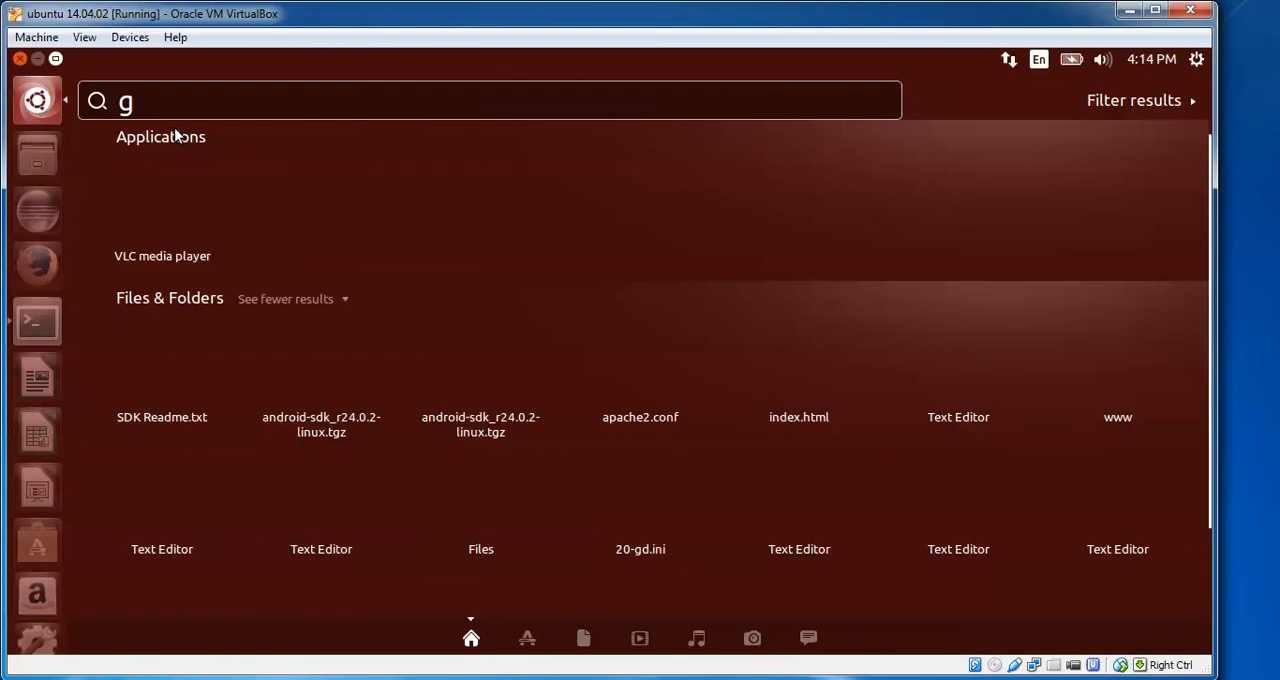 ubuntu 14.04.02 [Running] - Oracle VM VirtualBox
Machine View Devices Help
En 4:14 PM
g
Filter results
Applications
VLC media player
Files & Folders See fewer results
SDK Readme.txt
android-sdk_r24.0.2-
linux.tgz
android-sdk_r24.0.2-
linux.tgz
apache2.conf
index.html
Text Editor
www
Text Editor
Text Editor
Files
20-gd.ini
Text Editor
Text Editor
Text Editor
Right Ctrl